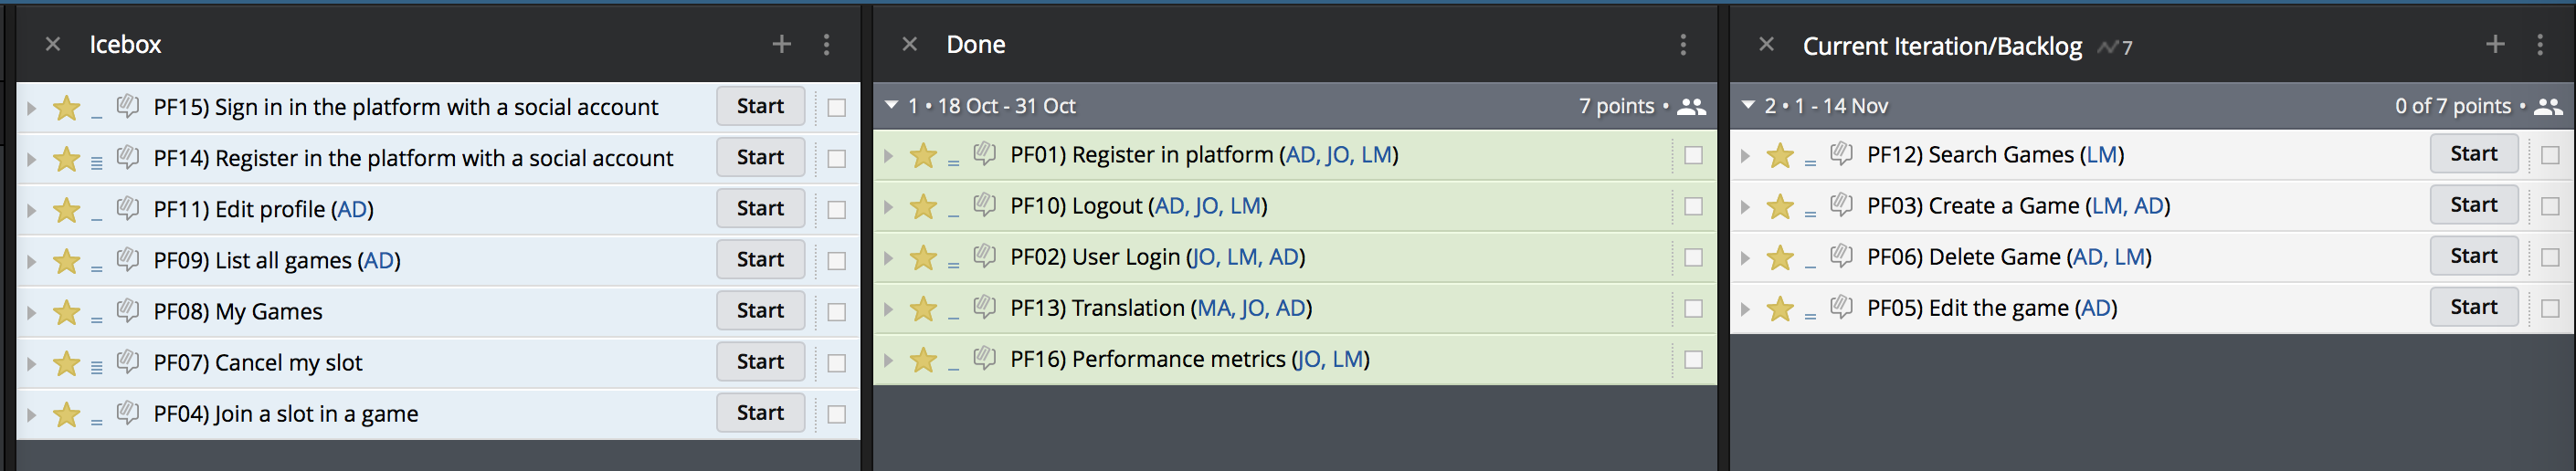 Icebox
PF15) Sign in in the platform with a social account Start
PF14) Register in the platform with a social account Start
PF11) Edit profile (AD) Start
PF09) List all games (AD) Start
PF08) My Games Start
PF07) Cancel my slot Start
PF04) Join a slot in a game Start
Done
1 • 18 Oct - 31 Oct 7 points •
PF01) Register in platform (AD, JO, LM)
PF10) Logout (AD, JO, LM)
PF02) User Login (JO, LM, AD)
PF13) Translation (MA, JO, AD)
PF16) Performance metrics (JO, LM)
Current Iteration/Backlog 7
2 • 1 - 14 Nov 0 of 7 points •
PF12) Search Games (LM) Start
PF03) Create a Game (LM, AD) Start
PF06) Delete Game (AD, LM) Start
PF05) Edit the game (AD) Start